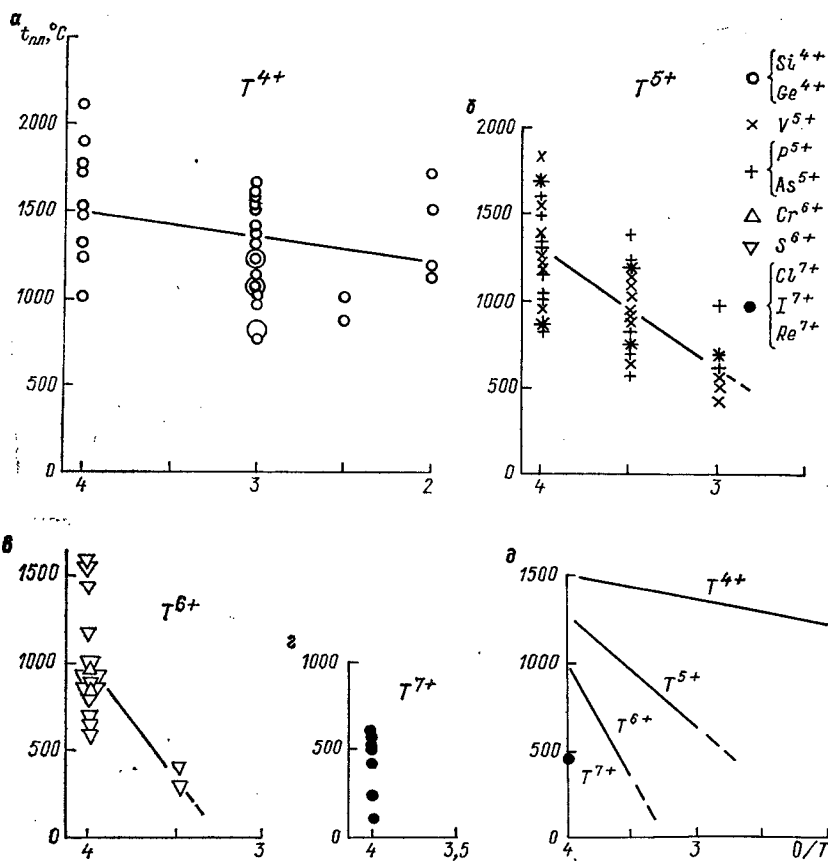 а
tпл, °C
T⁴⁺
2000
1500
1000
500
0
4
3
2
б
T⁵⁺
2000
1500
1000
500
0
4
3
Si⁴⁺
Ge⁴⁺
V⁵⁺
P⁵⁺
As⁵⁺
Cr⁶⁺
S⁶⁺
Cl⁷⁺
I⁷⁺
Re⁷⁺
в
T⁶⁺
1500
1000
500
0
4
3
г
T⁷⁺
1000
500
0
4
3,5
д
1500
1000
500
0
T⁴⁺
T⁵⁺
T⁶⁺
T⁷⁺
4
3
O/T